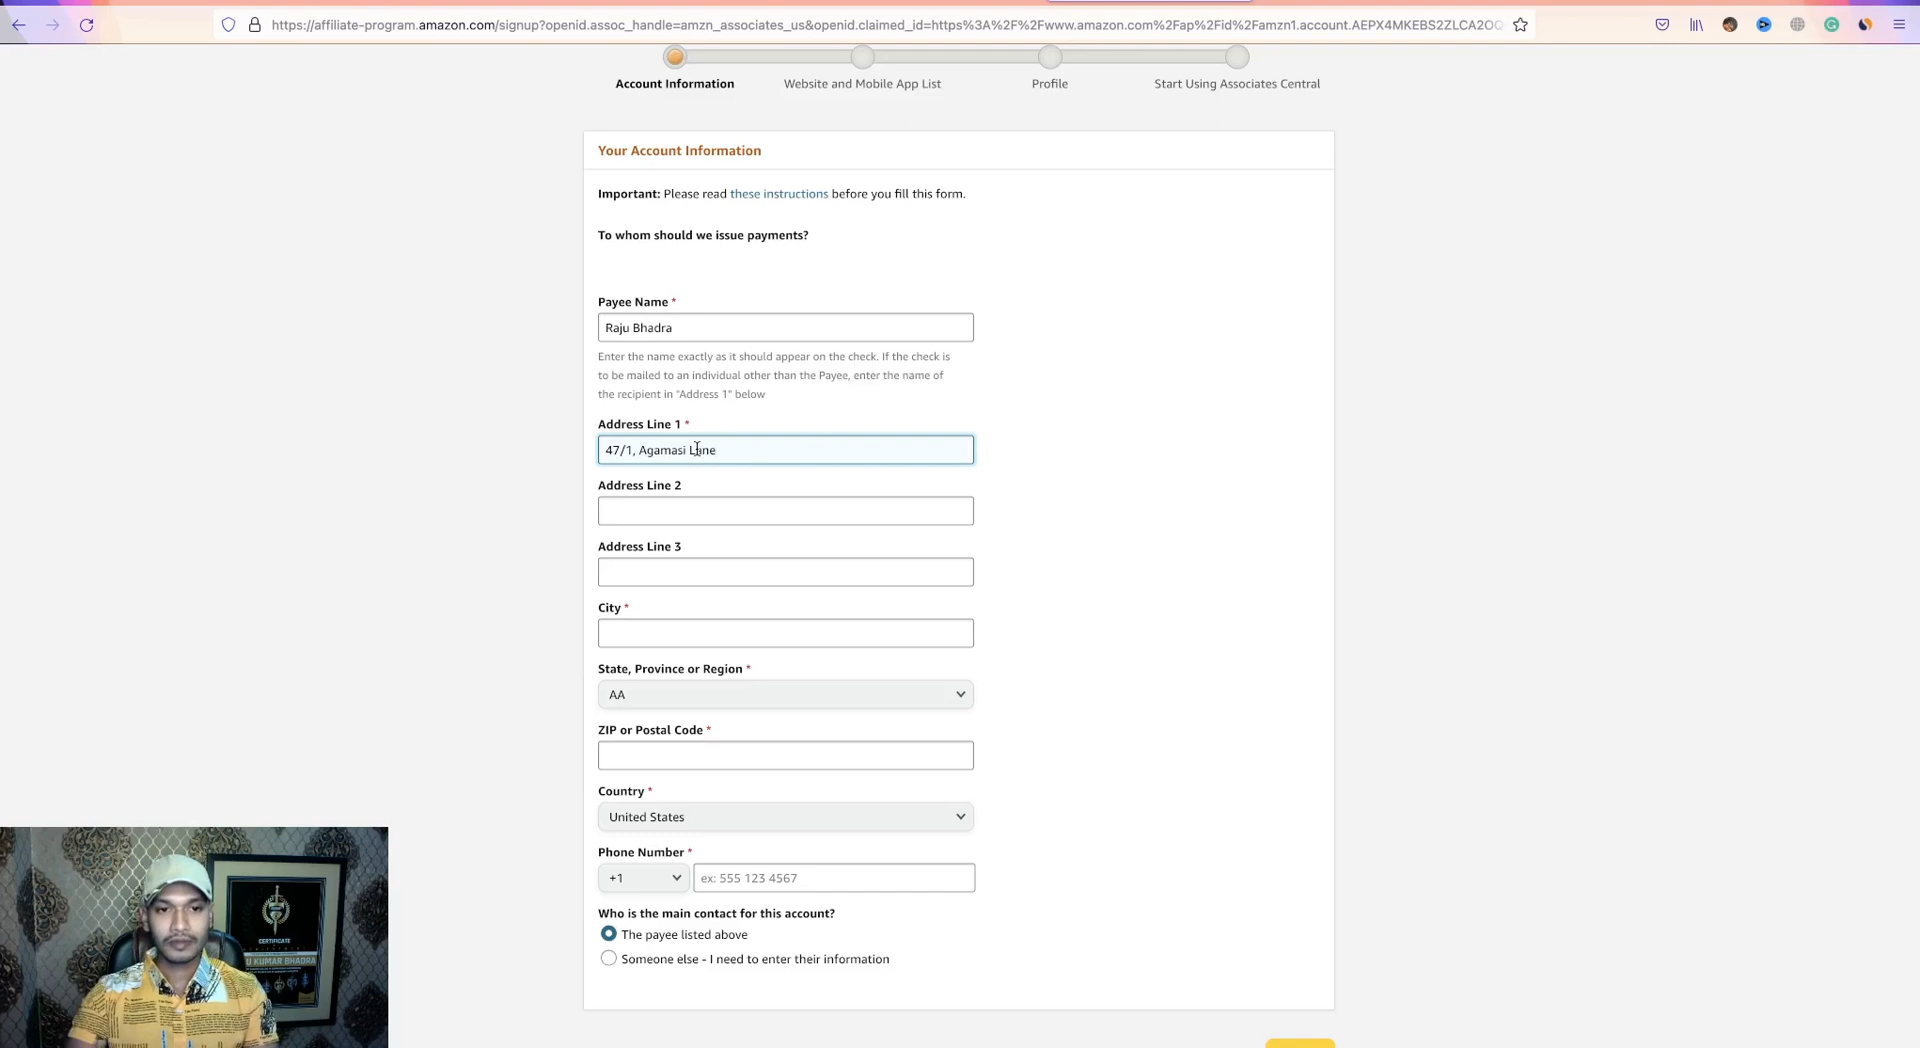 https://affiliate-program.amazon.com/signup?openid.assoc_handle=amzn_associates_us&openid.claimed_id=https%3A%2F%2Fwww.amazon.com%2Fap%2Fid%2Famzn1.account.AEPX4MKEBS2ZLCA2OQ
Account Information
Website and Mobile App List
Profile
Start Using Associates Central
Your Account Information
Important: Please read these instructions before you fill this form.
To whom should we issue payments?
Payee Name *
Raju Bhadra
Enter the name exactly as it should appear on the check. If the check is
to be mailed to an individual other than the Payee, enter the name of
the recipient in "Address 1" below
Address Line 1 *
47/1, Agamasi Lane
Address Line 2
Address Line 3
City *
State, Province or Region *
AA
ZIP or Postal Code *
Country *
United States
Phone Number *
+1
ex: 555 123 4567
Who is the main contact for this account?
The payee listed above
Someone else - I need to enter their information
CERTIFICATE
U KUMAR BHADRA